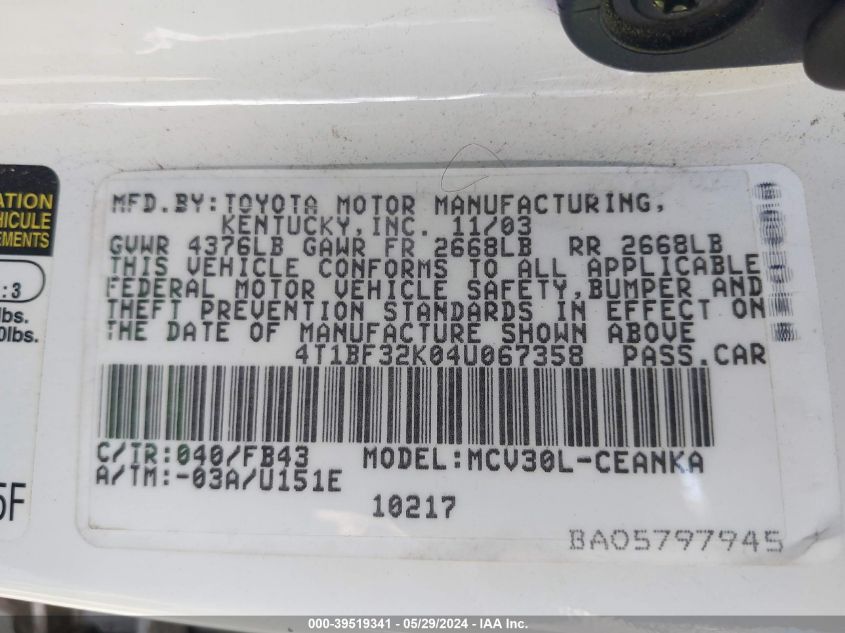 MFD.BY:TOYOTA MOTOR MANUFACTURING,
KENTUCKY,INC. 11/03
GVWR 4376LB GAWR FR 2668LB RR 2668LB
THIS VEHICLE CONFORMS TO ALL APPLICABLE
FEDERAL MOTOR VEHICLE SAFETY,BUMPER AND
THEFT PREVENTION STANDARDS IN EFFECT ON
THE DATE OF MANUFACTURE SHOWN ABOVE
4T1BF32K04U067358 PASS.CAR
C/TR:040/FB43 MODEL:MCV30L-CEANKA
A/TM:-03A/U151E
10217
BA05797945
:3
lbs.
0lbs.
5F
000-39519341 - 05/29/2024 - IAA Inc.